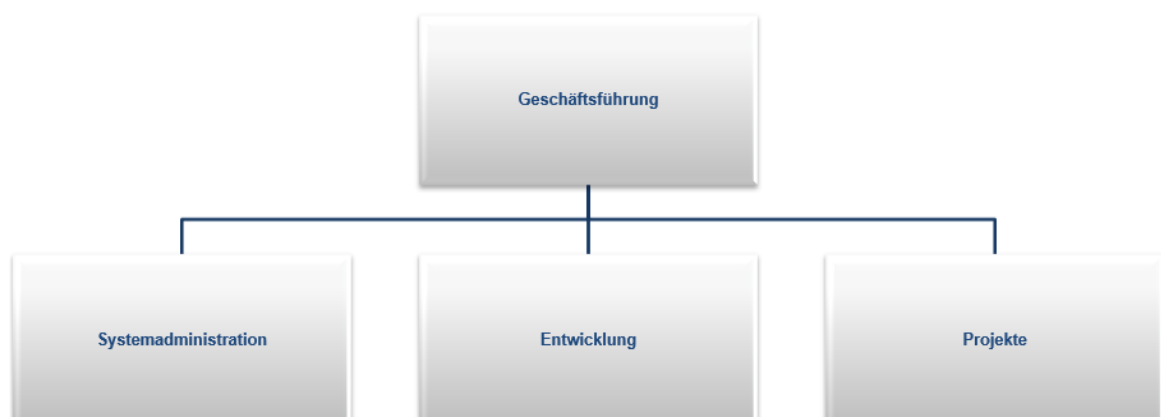 Geschäftsführung
Systemadministration
Entwicklung
Projekte